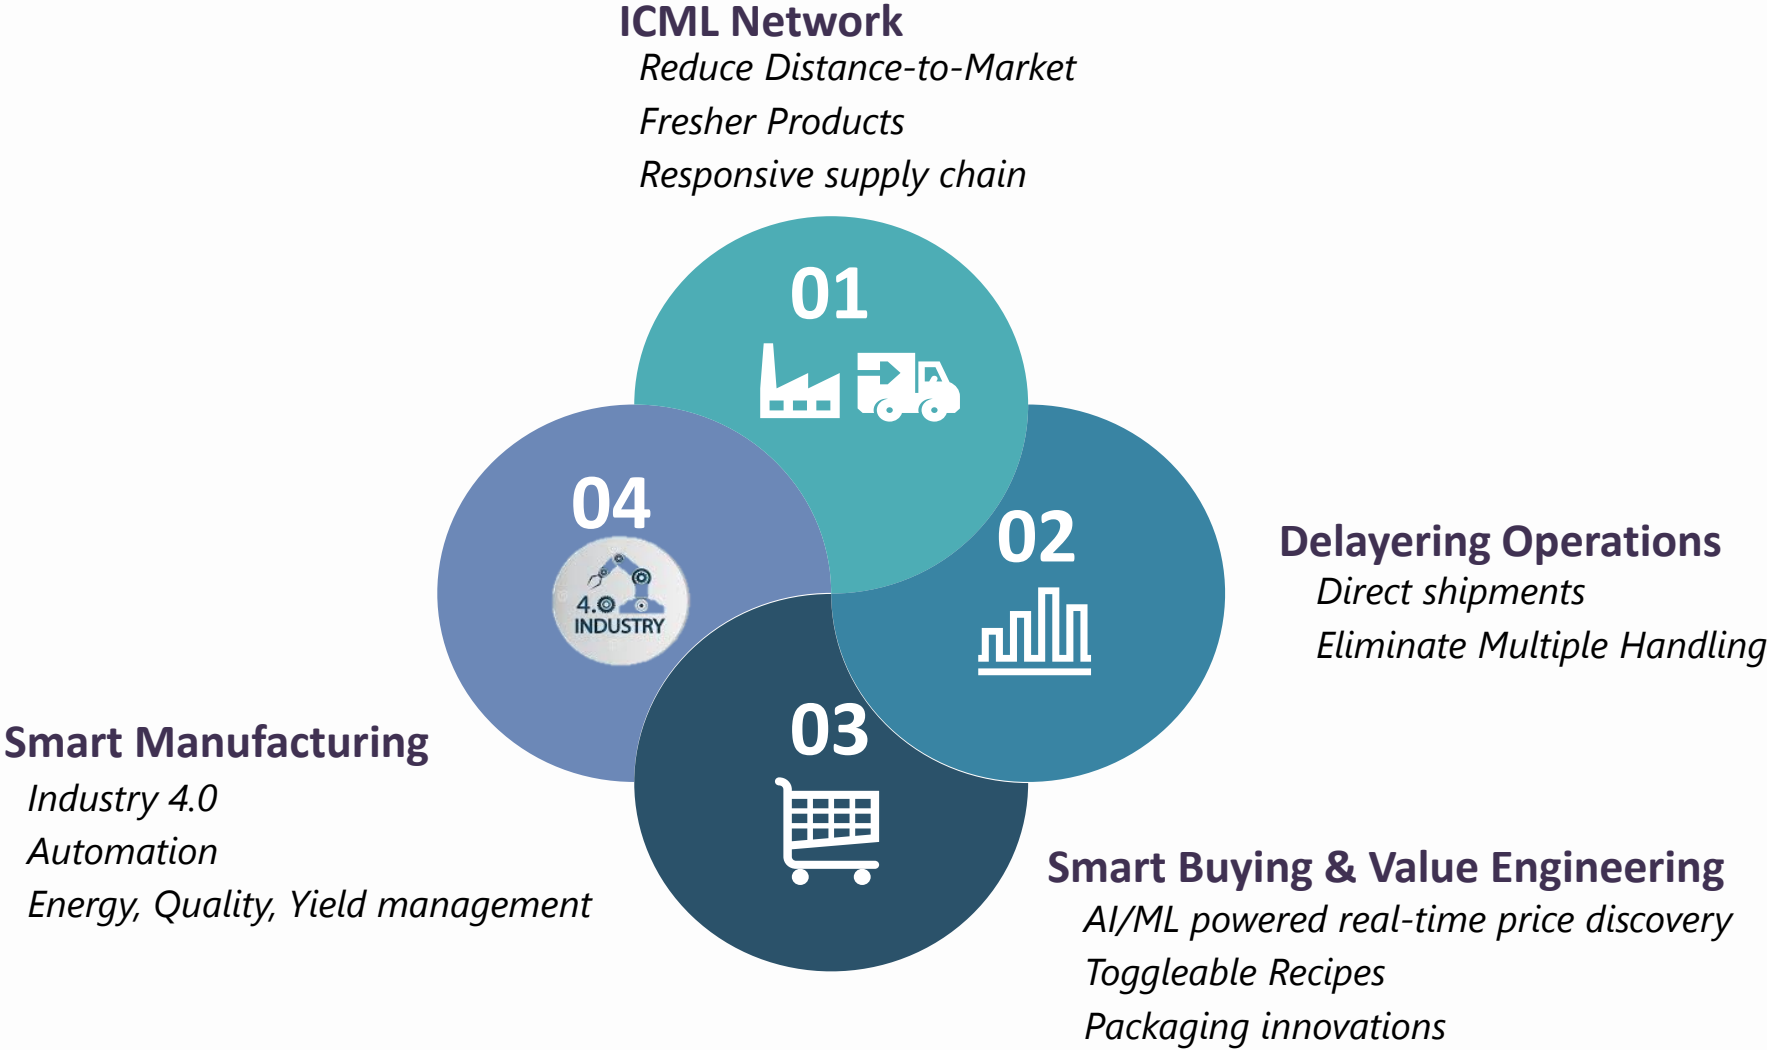 ICML Network
Reduce Distance-to-Market
Fresher Products
Responsive supply chain
01
02
Delayering Operations
Direct shipments
Eliminate Multiple Handling
03
Smart Buying & Value Engineering
AI/ML powered real-time price discovery
Toggleable Recipes
Packaging innovations
04
4.0
INDUSTRY
Smart Manufacturing
Industry 4.0
Automation
Energy, Quality, Yield management